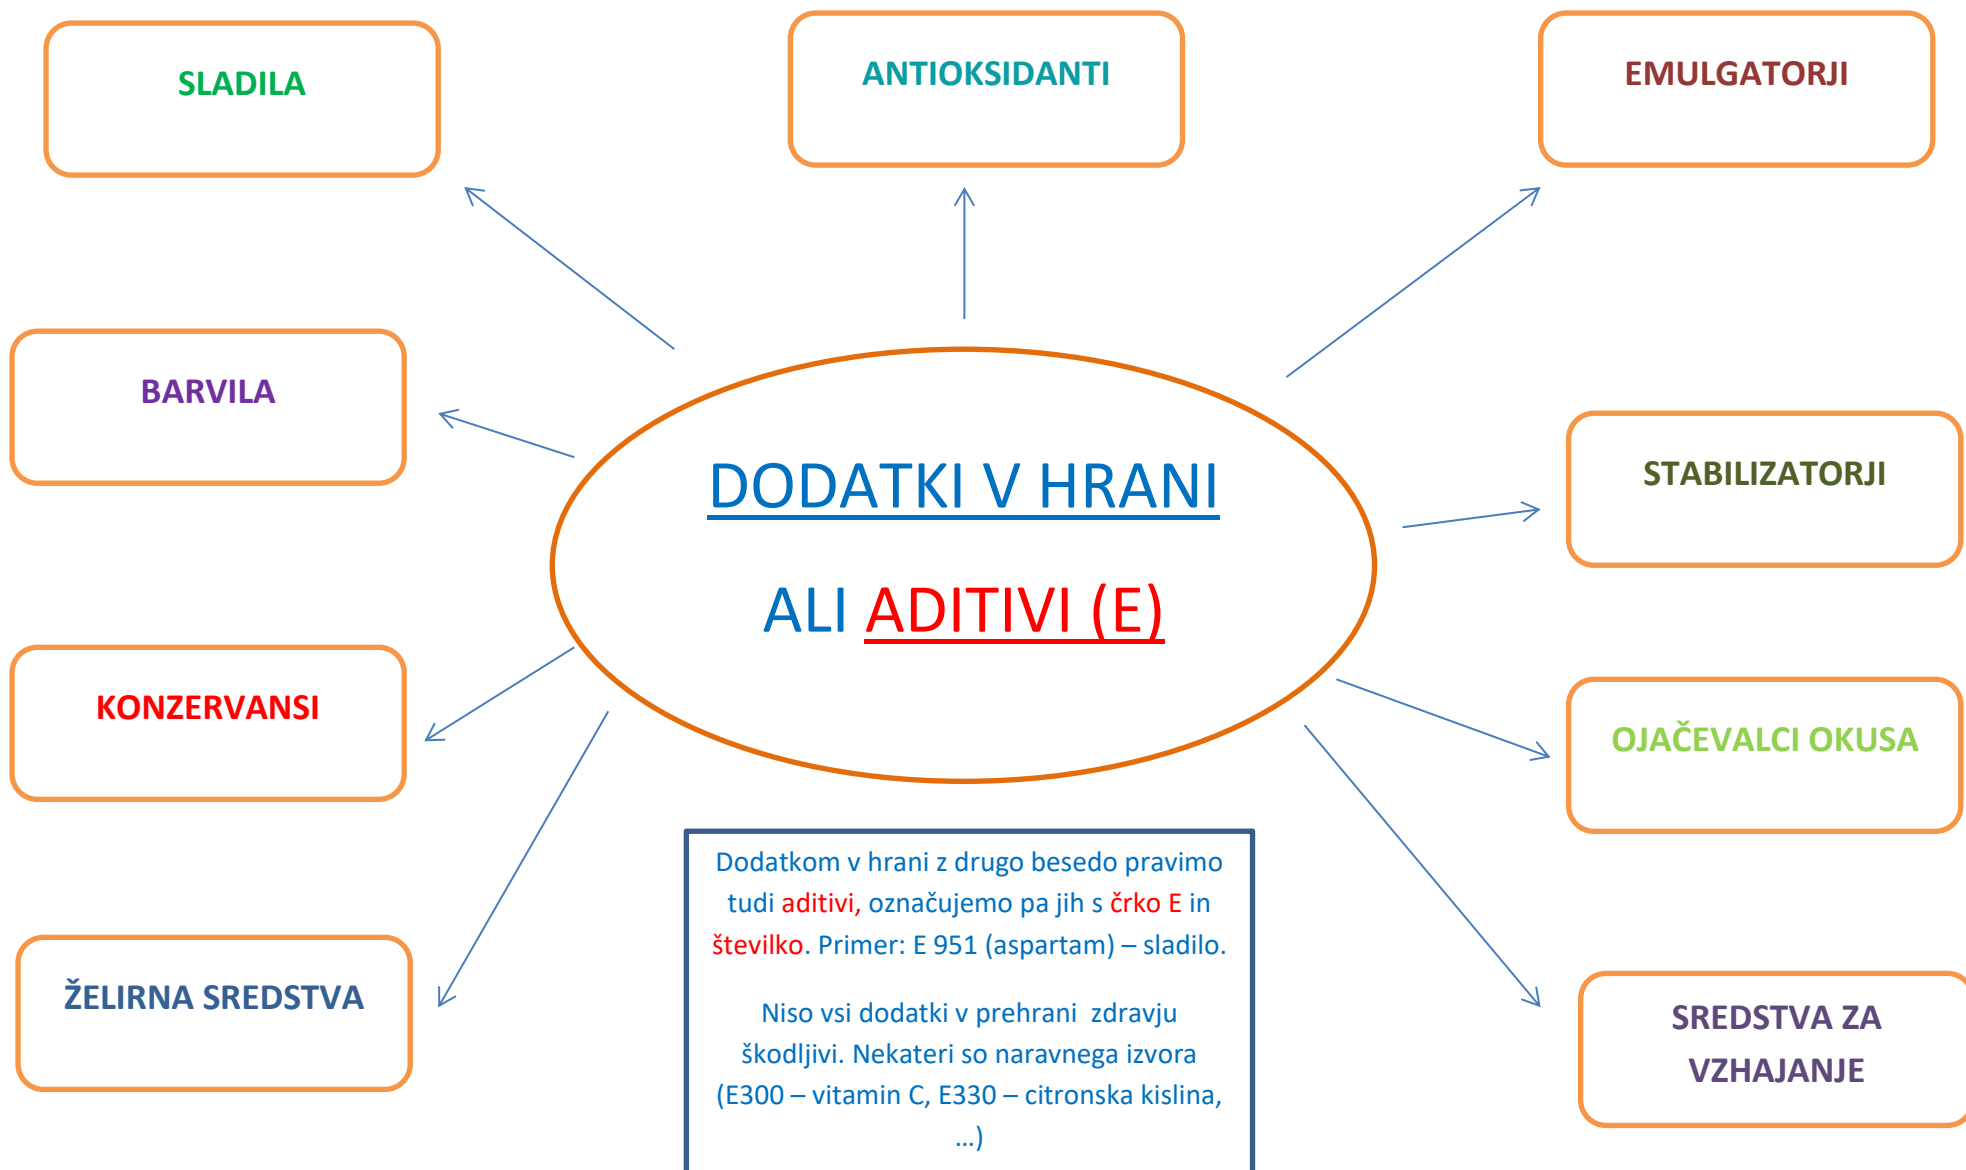 SLADILA
ANTIOKSIDANTI
EMULGATORJI
BARVILA
DODATKI V HRANI
ALI ADITIVI (E)
STABILIZATORJI
KONZERVANSI
OJAČEVALCI OKUSA
ŽELIRNA SREDSTVA
Dodatkom v hrani z drugo besedo pravimo
tudi aditivi, označujemo pa jih s črko E in
številko. Primer: E 951 (aspartam) – sladilo.
Niso vsi dodatki v prehrani  zdravju
škodljivi. Nekateri so naravnega izvora
(E300 – vitamin C, E330 – citronska kislina,
…)
SREDSTVA ZA
VZHAJANJE